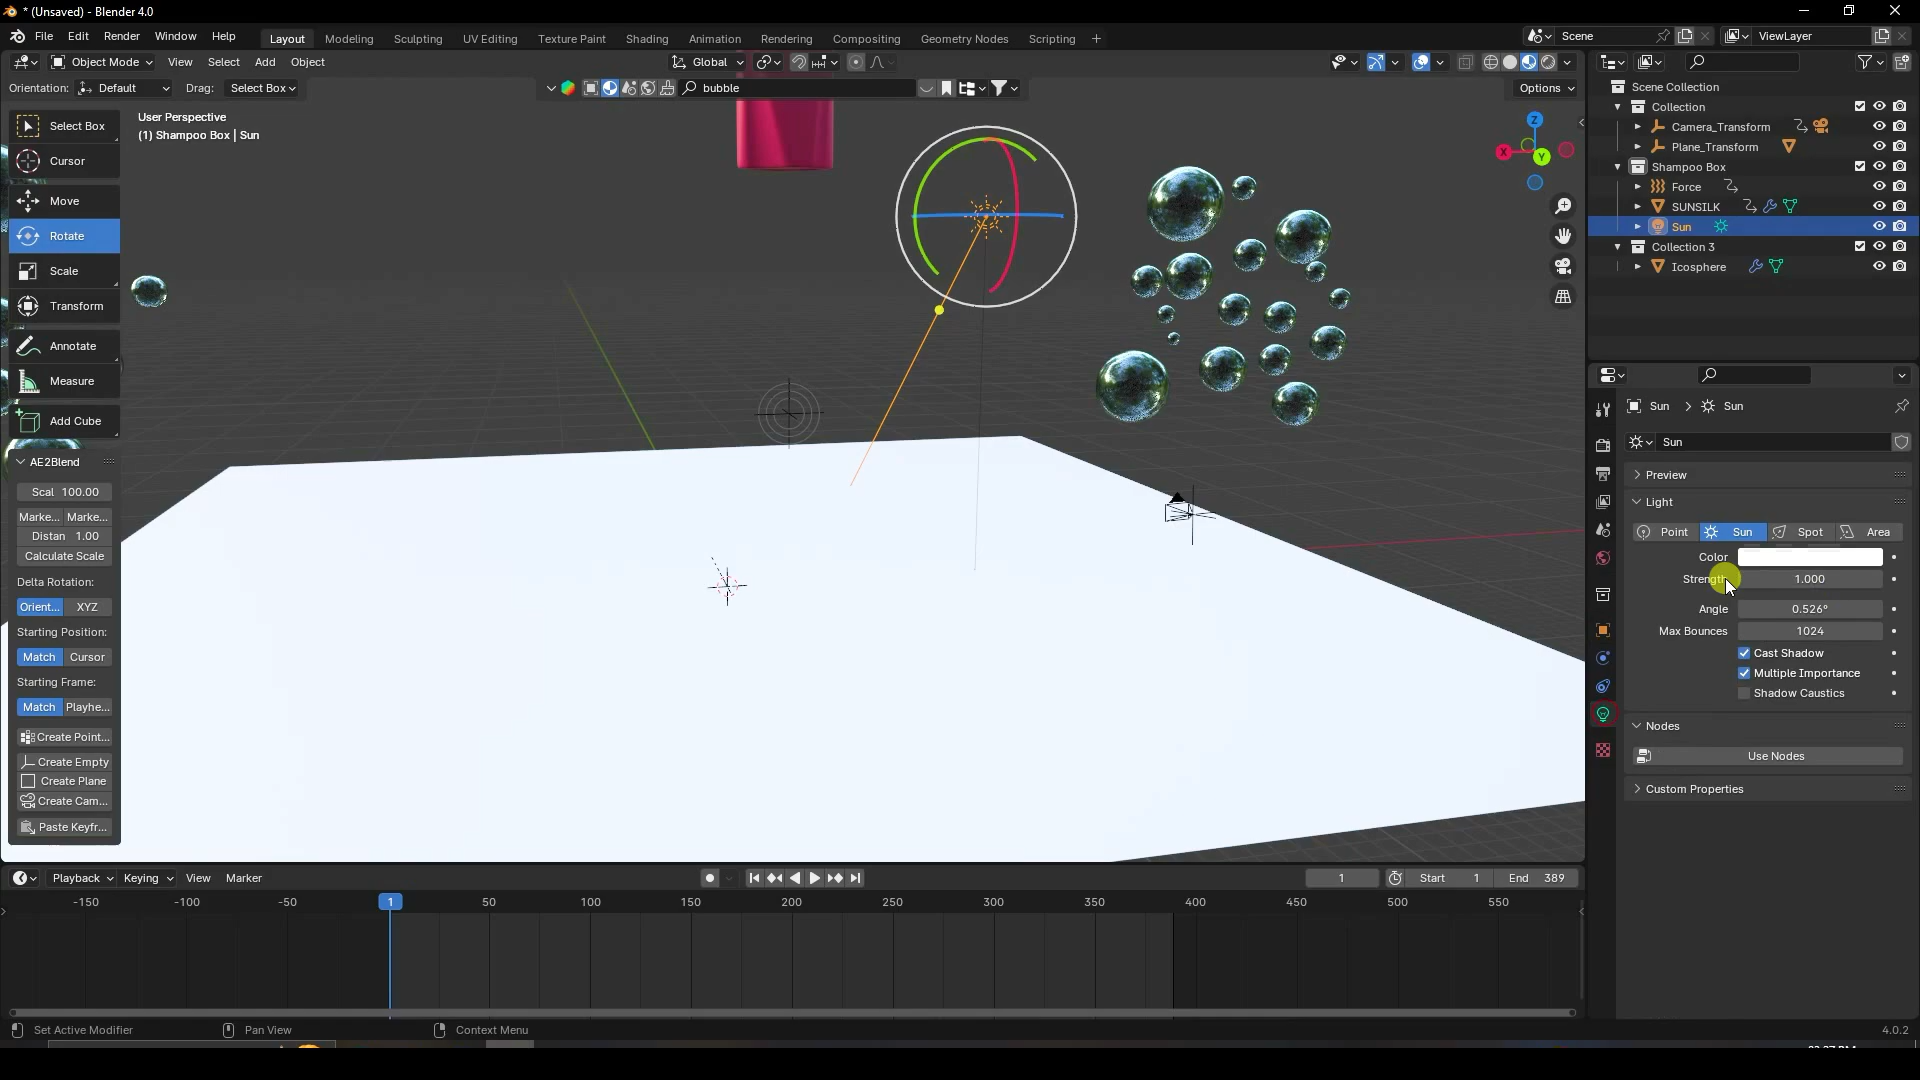 * (Unsaved) - Blender 4.0
File Edit Render Window Help
Layout Modeling Sculpting UV Editing Texture Paint Shading Animation Rendering Compositing Geometry Nodes Scripting +
Scene
ViewLayer
Object Mode View Select Add Object
Global
Orientation: Default Drag: Select Box
bubble
Options
User Perspective
(1) Shampoo Box | Sun
Select Box
Cursor
Move
Rotate
Scale
Transform
Annotate
Measure
Add Cube
AE2Blend
Scal 100.00
Marke... Marke...
Distan 1.00
Calculate Scale
Delta Rotation:
Orient... XYZ
Starting Position:
Match Cursor
Starting Frame:
Match Playhe...
Create Point...
Create Empty
Create Plane
Create Cam...
Paste Keyfr...
Z
X
Y
Scene Collection
Collection
Camera_Transform
Plane_Transform
Shampoo Box
Force
SUNSILK
Sun
Collection 3
Icosphere
Sun > Sun
Sun
Preview
Light
Point Sun Spot Area
Color
Strength 1.000
Angle 0.526°
Max Bounces 1024
Cast Shadow
Multiple Importance
Shadow Caustics
Nodes
Use Nodes
Custom Properties
Playback Keying View Marker
1 Start 1 End 389
-150 -100 -50 1 50 100 150 200 250 300 350 400 450 500 550
Set Active Modifier Pan View Context Menu
4.0.2